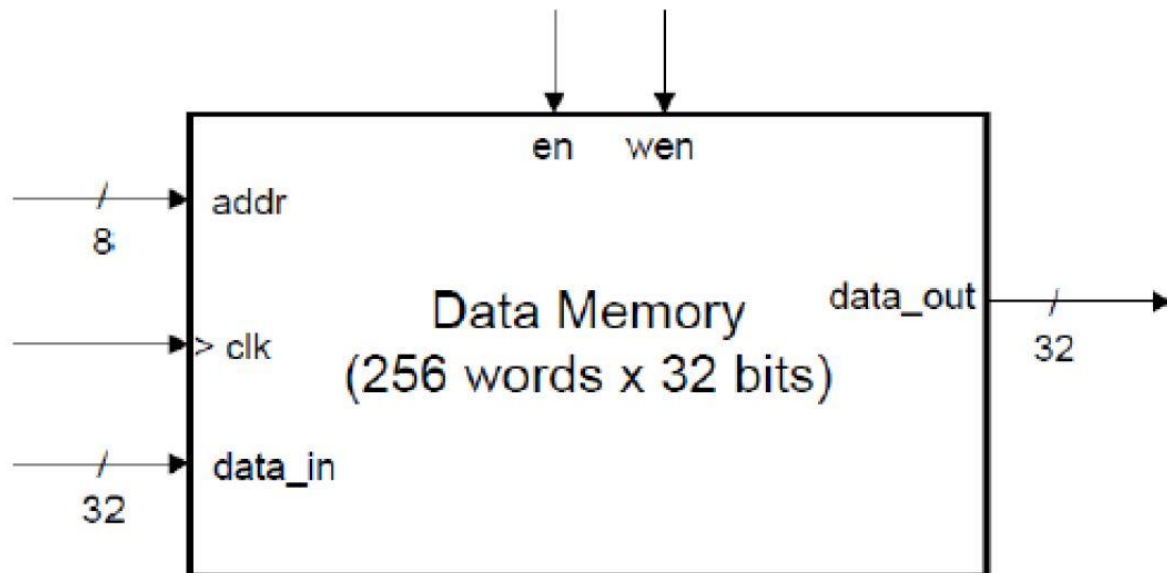 en wen
addr
8
Data Memory
data_out
> clk
32
(256 words x 32 bits)
data_in
32